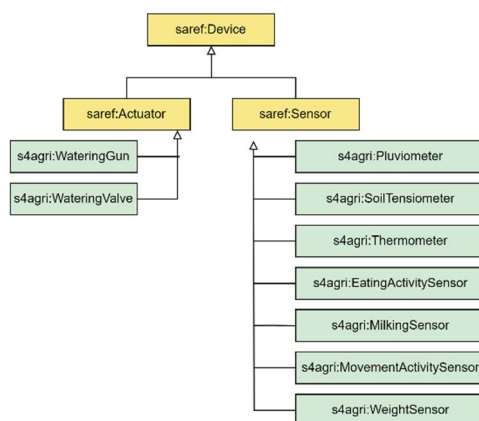 saref:Device
saref:Actuator
saref:Sensor
s4agri:WateringGun
s4agri:WateringValve
s4agri:Pluviometer
s4agri:SoilTensiometer
s4agri:Thermometer
s4agri:EatingActivitySensor
s4agri:MilkingSensor
s4agri:MovementActivitySensor
s4agri:WeightSensor